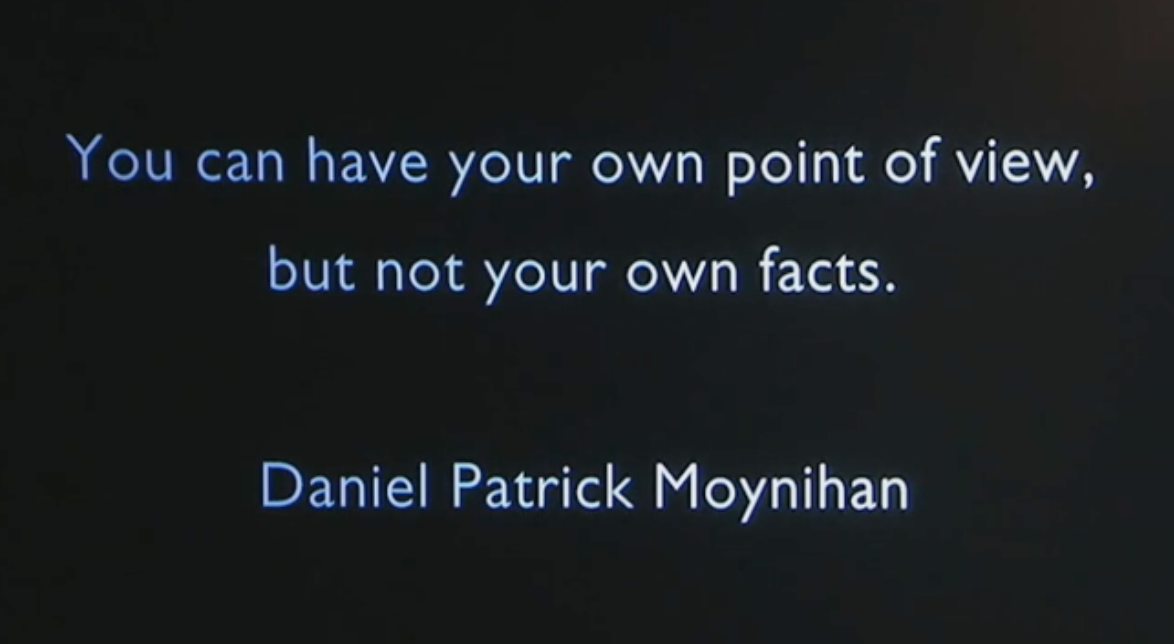 You can have your own point of view,
but not your own facts.
Daniel Patrick Moynihan